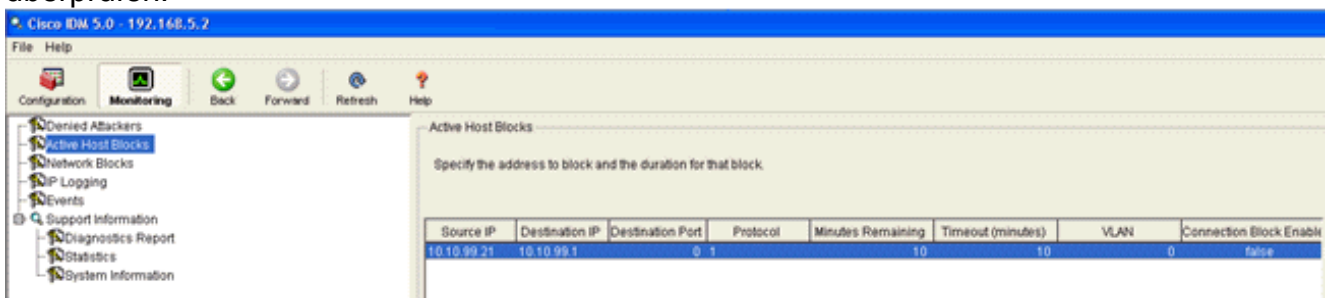 überprüfen.
Cisco IDM 5.0 - 192.168.5.2
File Help
Configuration Monitoring Back Forward Refresh Help
Denied Attackers
Active Host Blocks
Network Blocks
IP Logging
Events
Support Information
Diagnostics Report
Statistics
System Information
Active Host Blocks
Specify the address to block and the duration for that block.
Source IP Destination IP Destination Port Protocol Minutes Remaining Timeout (minutes) VLAN Connection Block Enable
10.10.99.21 10.10.99.1 0 1 10 10 0 false